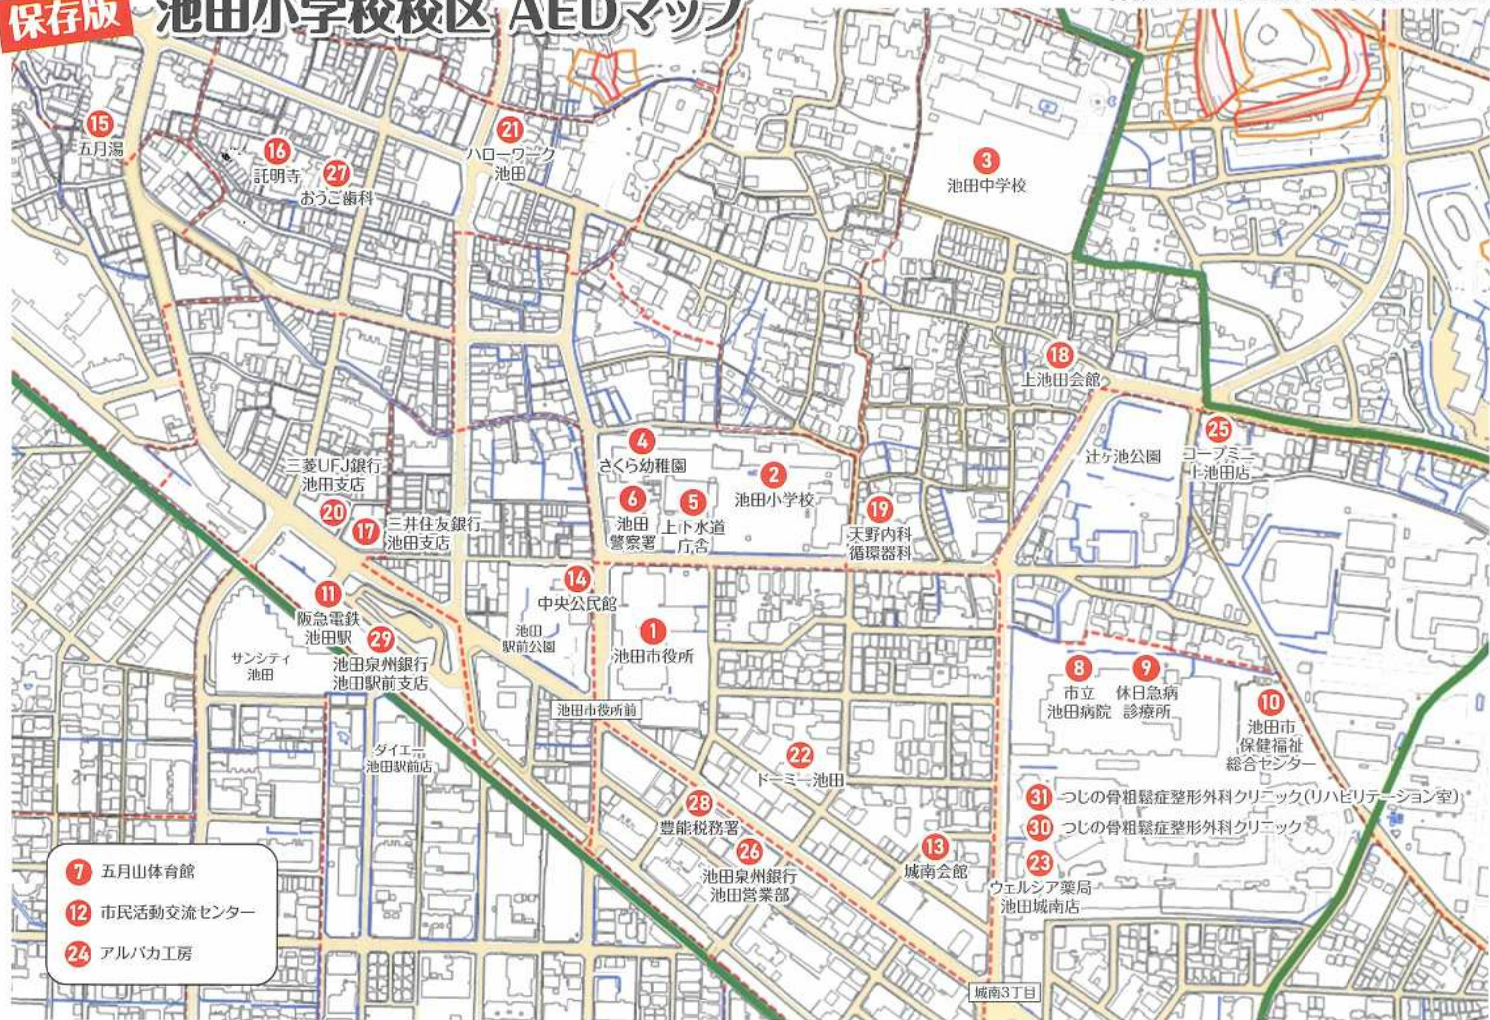 保存版
池田小学校校区 AEDマップ
15
五月湯
16
託明寺
27
おうご歯科
21
ハローワーク
池田
3
池田中学校
18
上池田会館
25
コープミニ
上池田店
辻ヶ池公園
4
さくら幼稚園
2
池田小学校
6
池田
警察署
5
上下水道
庁舎
19
天野内科
循環器科
三菱UFJ銀行
池田支店
20
17
三井住友銀行
池田支店
14
中央公民館
11
阪急電鉄
池田駅
29
池田泉州銀行
池田駅前支店
サンシティ
池田
池田
駅前公園
1
池田市役所
池田市役所前
8
市立
池田病院
9
休日急病
診療所
10
池田市
保健福祉
総合センター
ダイエー
池田駅前店
22
ドーミー池田
28
豊能税務署
26
池田泉州銀行
池田営業部
13
城南会館
31 つじの骨粗鬆症整形外科クリニック(リハビリテーション室)
30 つじの骨粗鬆症整形外科クリニック
23
ウェルシア薬局
池田城南店
城南3丁目
7 五月山体育館
12 市民活動交流センター
24 アルパカ工房